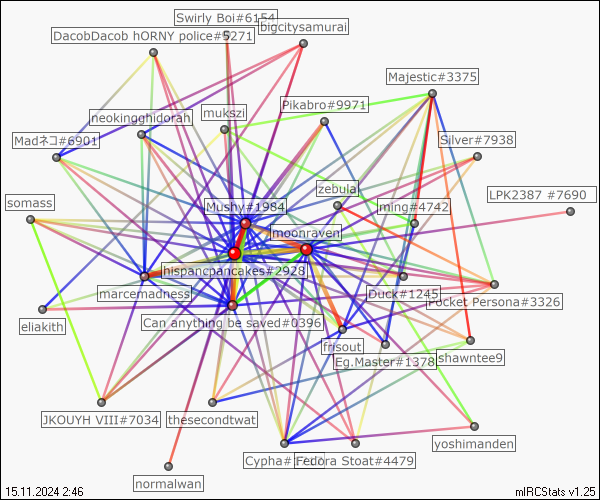 Swirly Boi#6154
bigcitysamurai
DacobDacob hORNY police#5271
Majestic#3375
Pikabro#9971
neokingghidorah
mukszi
Madネコ#6901
Silver#7938
zebula
LPK2387 #7690
somass
Mushy#1984
ming#4742
moonraven
hispancpancakes#2928
marcemadness
Duck#1245
Pocket Persona#3326
eliakith
Can anything be saved#0396
frisout
shawntee9
Eg.Master#1378
JKOUYH VIII#7034
thesecondtwat
yoshimanden
Cypha#
Fedora Stoat#4479
normalwan
15.11.2024 2:46
mIRCStats v1.25